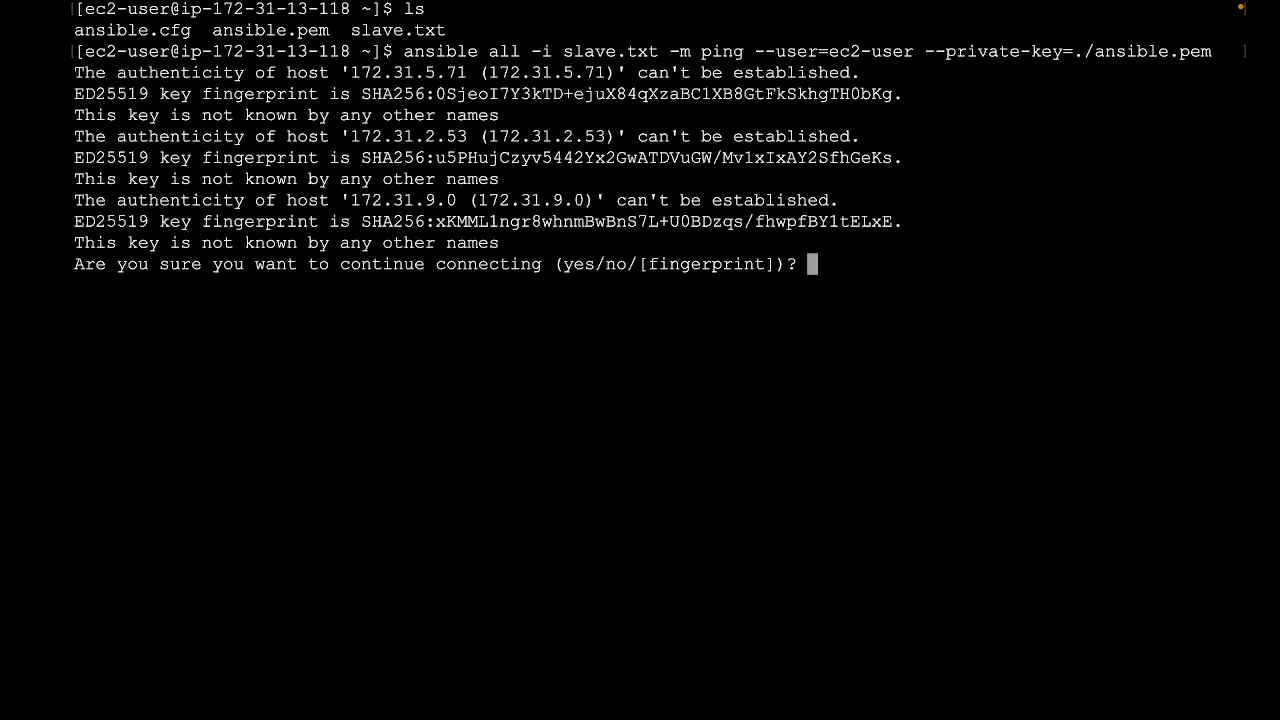 [ec2-user@ip-172-31-13-118 ~]$ ls
ansible.cfg  ansible.pem  slave.txt
[ec2-user@ip-172-31-13-118 ~]$ ansible all -i slave.txt -m ping --user=ec2-user --private-key=./ansible.pem
The authenticity of host '172.31.5.71 (172.31.5.71)' can't be established.
ED25519 key fingerprint is SHA256:0SjeoI7Y3kTD+ejuX84qXzaBC1XB8GtFkSkhgTH0bKg.
This key is not known by any other names
The authenticity of host '172.31.2.53 (172.31.2.53)' can't be established.
ED25519 key fingerprint is SHA256:u5PHujCzyv5442Yx2GwATDVuGW/Mv1xIxAY2SfhGeKs.
This key is not known by any other names
The authenticity of host '172.31.9.0 (172.31.9.0)' can't be established.
ED25519 key fingerprint is SHA256:xKMML1ngr8whnmBwBnS7L+U0BDzqs/fhwpfBY1tELxE.
This key is not known by any other names
Are you sure you want to continue connecting (yes/no/[fingerprint])?